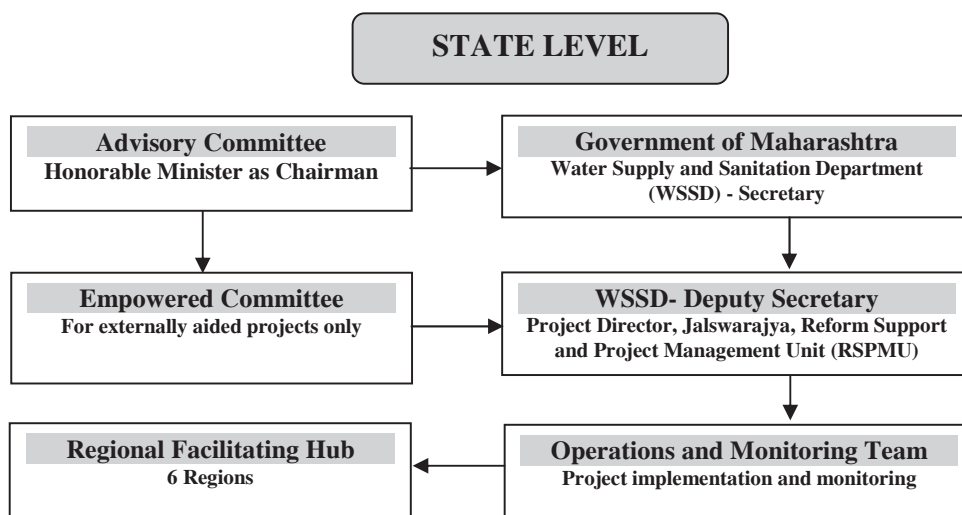 STATE LEVEL
Advisory Committee
Honorable Minister as Chairman
Government of Maharashtra
Water Supply and Sanitation Department
(WSSD) - Secretary
Empowered Committee
For externally aided projects only
WSSD- Deputy Secretary
Project Director, Jalswarajya, Reform Support
and Project Management Unit (RSPMU)
Regional Facilitating Hub
6 Regions
Operations and Monitoring Team
Project implementation and monitoring